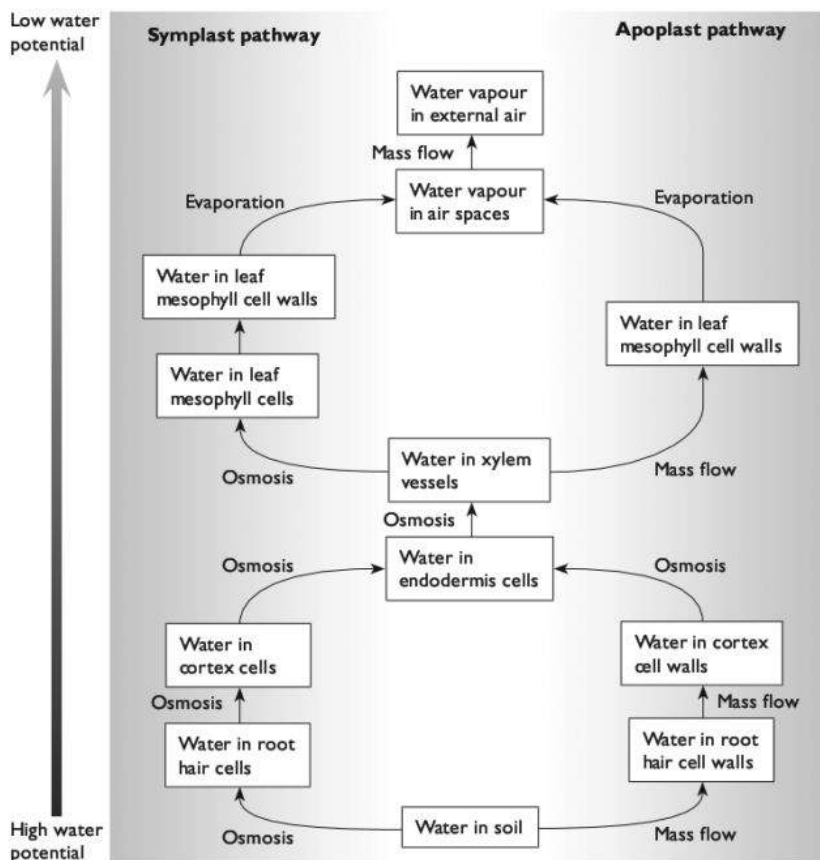 Low water
potential
Symplast pathway
Apoplast pathway
Water vapour
in external air
Mass flow
Water vapour
in air spaces
Evaporation
Evaporation
Water in leaf
mesophyll cell walls
Water in leaf
mesophyll cell walls
Water in leaf
mesophyll cells
Water in xylem
vessels
Osmosis
Mass flow
Osmosis
Water in
endodermis cells
Osmosis
Osmosis
Water in
cortex cells
Water in cortex
cell walls
Osmosis
Mass flow
Water in root
hair cells
Water in root
hair cell walls
Water in soil
High water
potential
Osmosis
Mass flow